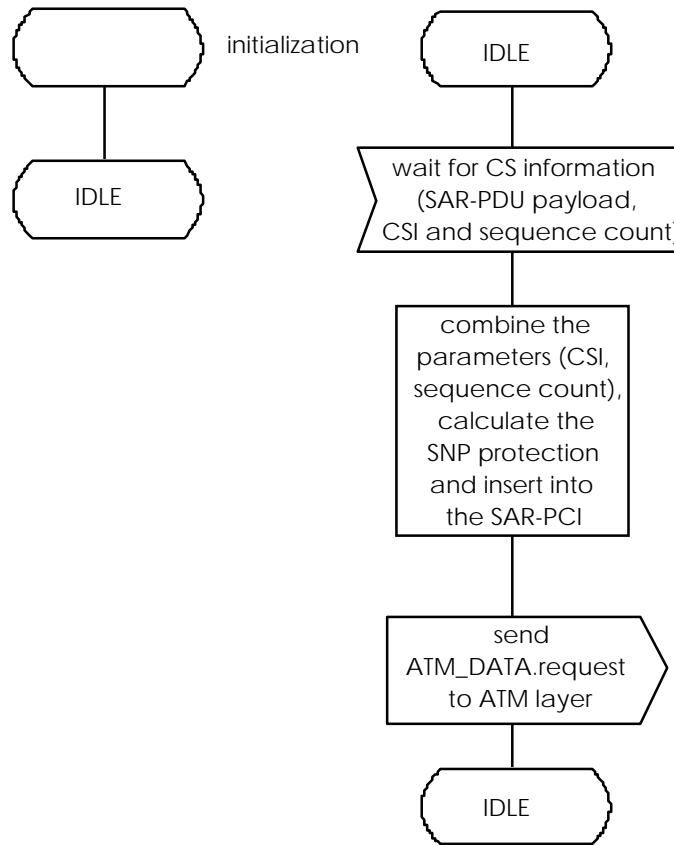 initialization
IDLE
IDLE
wait for CS information
(SAR-PDU payload,
CSI and sequence count)
combine the
parameters (CSI,
sequence count),
calculate the
SNP protection
and insert into
the SAR-PCI
send
ATM_DATA.request
to ATM layer
IDLE